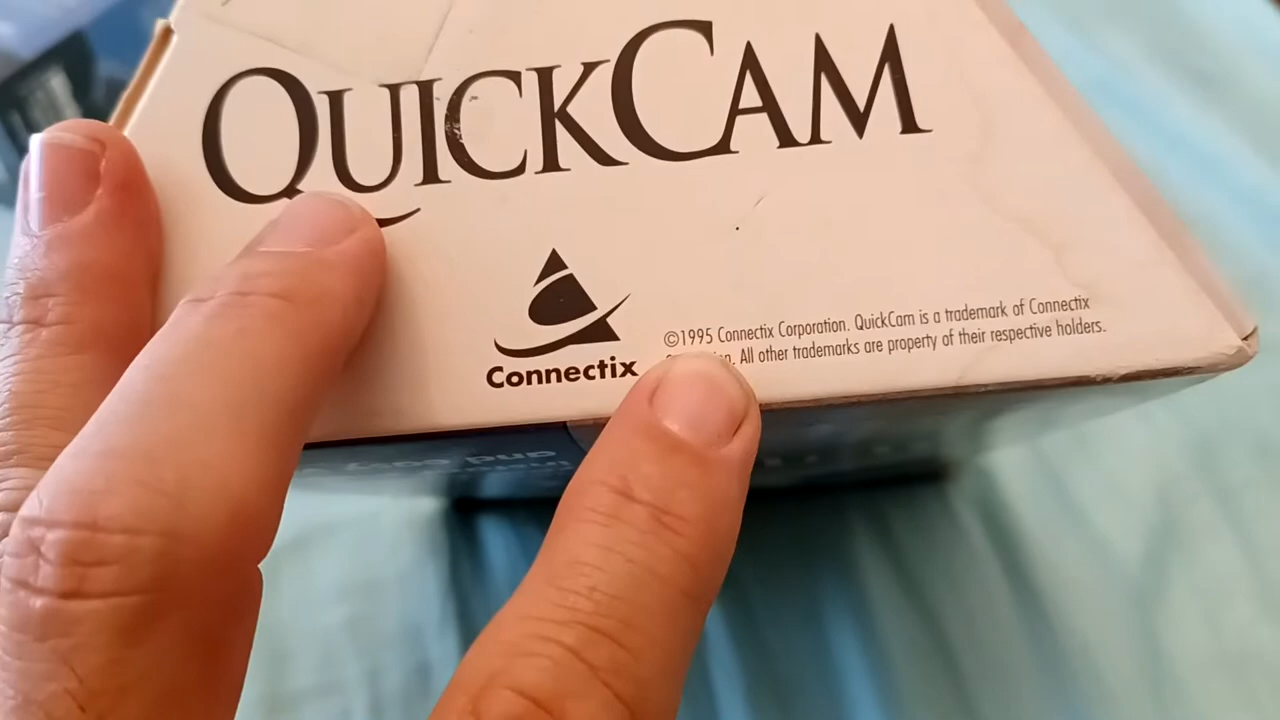 QUICKCAM
Connectix
©1995 Connectix Corporation. QuickCam is a trademark of Connectix
All other trademarks are property of their respective holders.
and